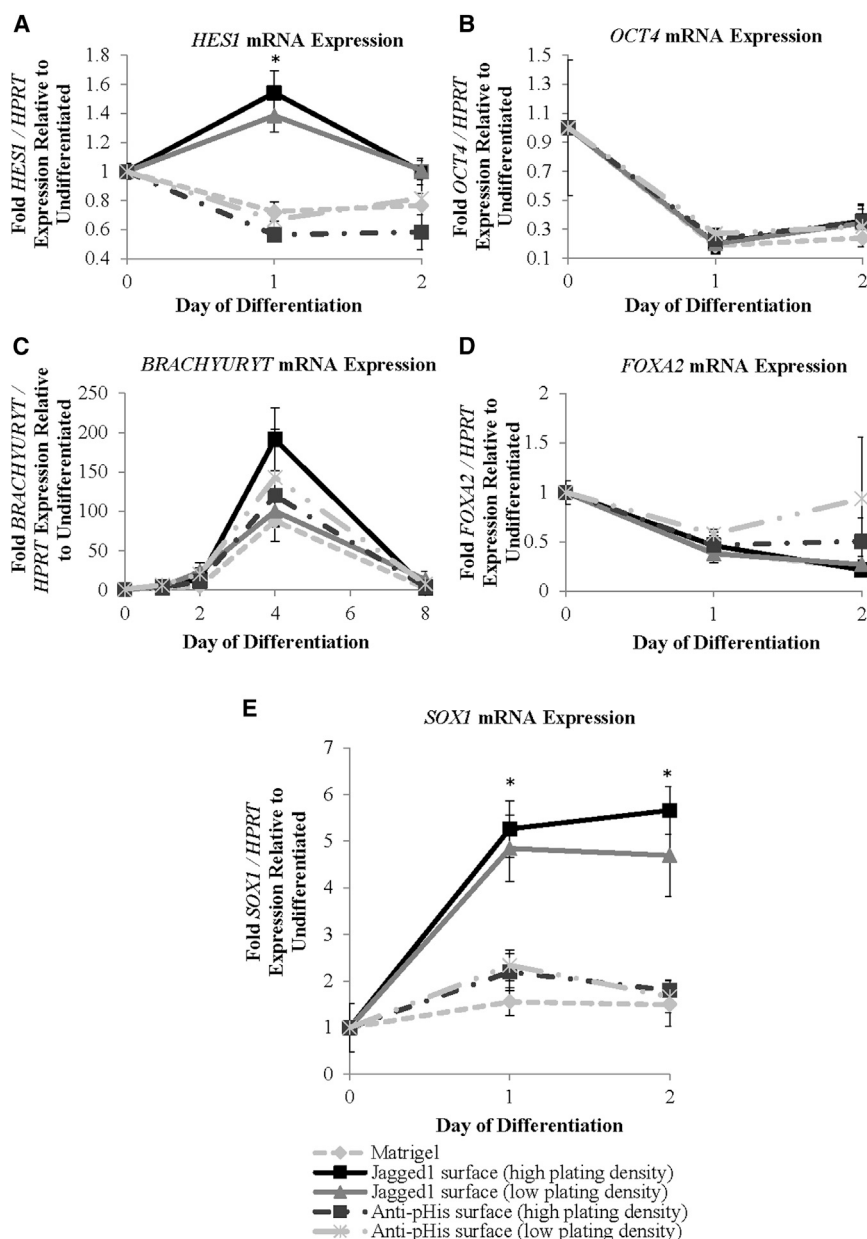 A
HES1 mRNA Expression
Fold HES1 / HPRT
Expression Relative to
Undifferentiated
1.8
1.6
1.4
1.2
1
0.8
0.6
0.4
*
0 1 2
Day of Differentiation
B
OCT4 mRNA Expression
Fold OCT4 / HPRT
Expression Relative to
Undifferentiated
1.5
1.3
1.1
0.9
0.7
0.5
0.3
0.1
0 1 2
Day of Differentiation
C
BRACHYURYT mRNA Expression
Fold BRACHYURYT /
HPRT Expression Relative
to Undifferentiated
250
200
150
100
50
0
0 2 4 6 8
Day of Differentiation
D
FOXA2 mRNA Expression
Fold FOXA2 / HPRT
Expression Relative to
Undifferentiated
2
1.5
1
0.5
0
0 1 2
Day of Differentiation
E
SOX1 mRNA Expression
Fold SOX1 / HPRT
Expression Relative to
Undifferentiated
7
6
5
4
3
2
1
0
* *
0 1 2
Day of Differentiation
Matrigel
Jagged1 surface (high plating density)
Jagged1 surface (low plating density)
Anti-pHis surface (high plating density)
Anti-pHis surface (low plating density)